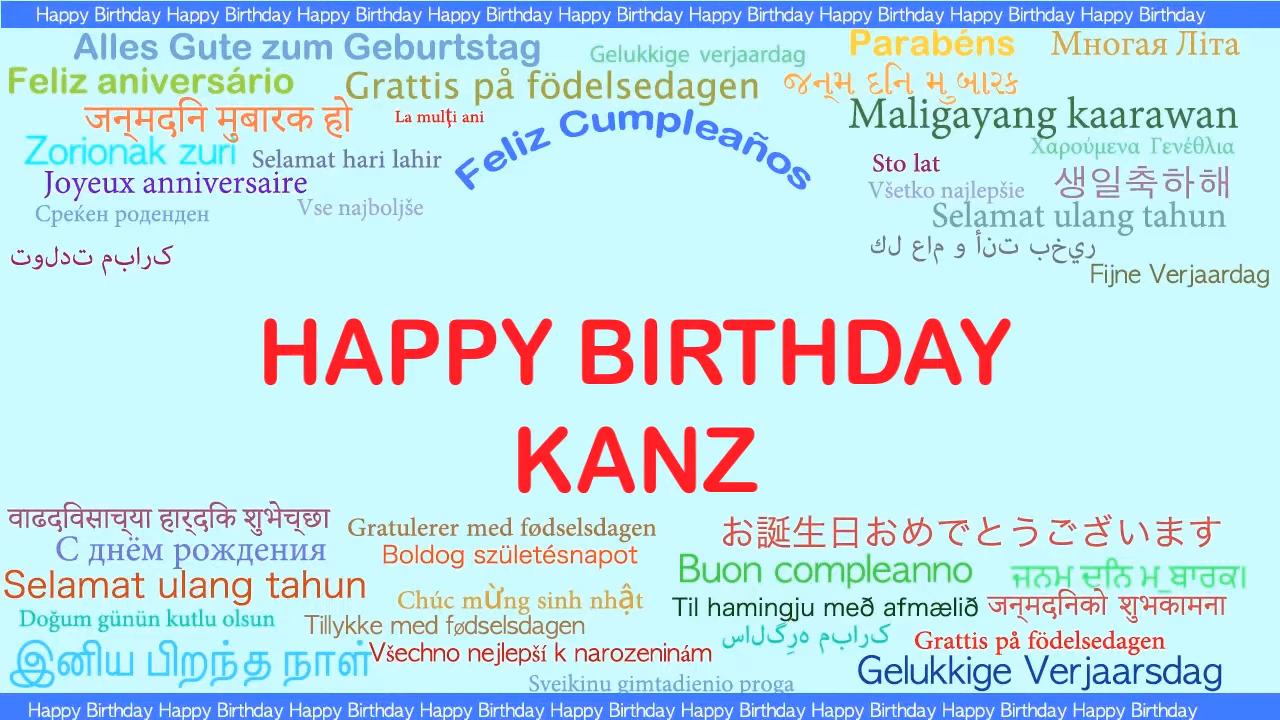 Happy Birthday Happy Birthday Happy Birthday Happy Birthday Happy Birthday Happy Birthday Happy Birthday Happy Birthday Happy Birthday
Alles Gute zum Geburtstag
Gelukkige verjaardag
Parabéns
Многая Літа
Feliz aniversário
Grattis på födelsedagen
જન્મ દિન મુબારક
जन्मदिन मुबारक हो
La mulţi ani
Feliz Cumpleaños
Maligayang kaarawan
Zorionak zuri
Selamat hari lahir
Sto lat
Χαρούμενα Γενέθλια
Joyeux anniversaire
Všetko najlepšie
생일축하해
Среќен роденден
Vse najboljše
Selamat ulang tahun
تولدت مبارک
كل عام و أنت بخير
Fijne Verjaardag
HAPPY BIRTHDAY
KANZ
वाढदिवसाच्या हार्दिक शुभेच्छा
Gratulerer med fødselsdagen
お誕生日おめでとうございます
С днём рождения
Boldog születésnapot
Buon compleanno
ਜਨਮ ਦਿਨ ਮੁਬਾਰਕ।
Selamat ulang tahun
Chúc mừng sinh nhật
Til hamingju með afmælið
जन्मदिनको शुभकामना
Doğum günün kutlu olsun
Tillykke med fødselsdagen
سالگرہ مبارک
Grattis på födelsedagen
இனிய பிறந்த நாள்
Všechno nejlepší k narozeninám
Gelukkige Verjaarsdag
Sveikinu gimtadienio proga
Happy Birthday Happy Birthday Happy Birthday Happy Birthday Happy Birthday Happy Birthday Happy Birthday Happy Birthday Happy Birthday